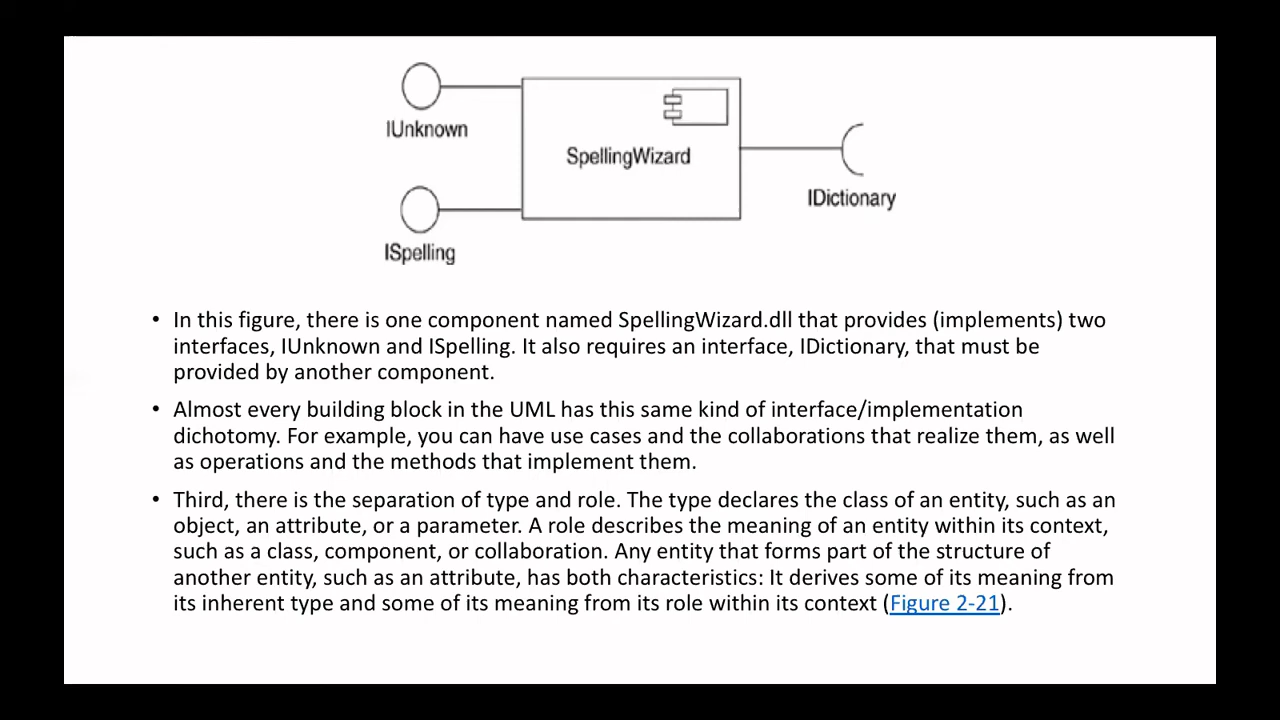 IUnknown
SpellingWizard
IDictionary
ISpelling
• In this figure, there is one component named SpellingWizard.dll that provides (implements) two
interfaces, IUnknown and ISpelling. It also requires an interface, IDictionary, that must be
provided by another component.
• Almost every building block in the UML has this same kind of interface/implementation
dichotomy. For example, you can have use cases and the collaborations that realize them, as well
as operations and the methods that implement them.
• Third, there is the separation of type and role. The type declares the class of an entity, such as an
object, an attribute, or a parameter. A role describes the meaning of an entity within its context,
such as a class, component, or collaboration. Any entity that forms part of the structure of
another entity, such as an attribute, has both characteristics: It derives some of its meaning from
its inherent type and some of its meaning from its role within its context (Figure 2-21).